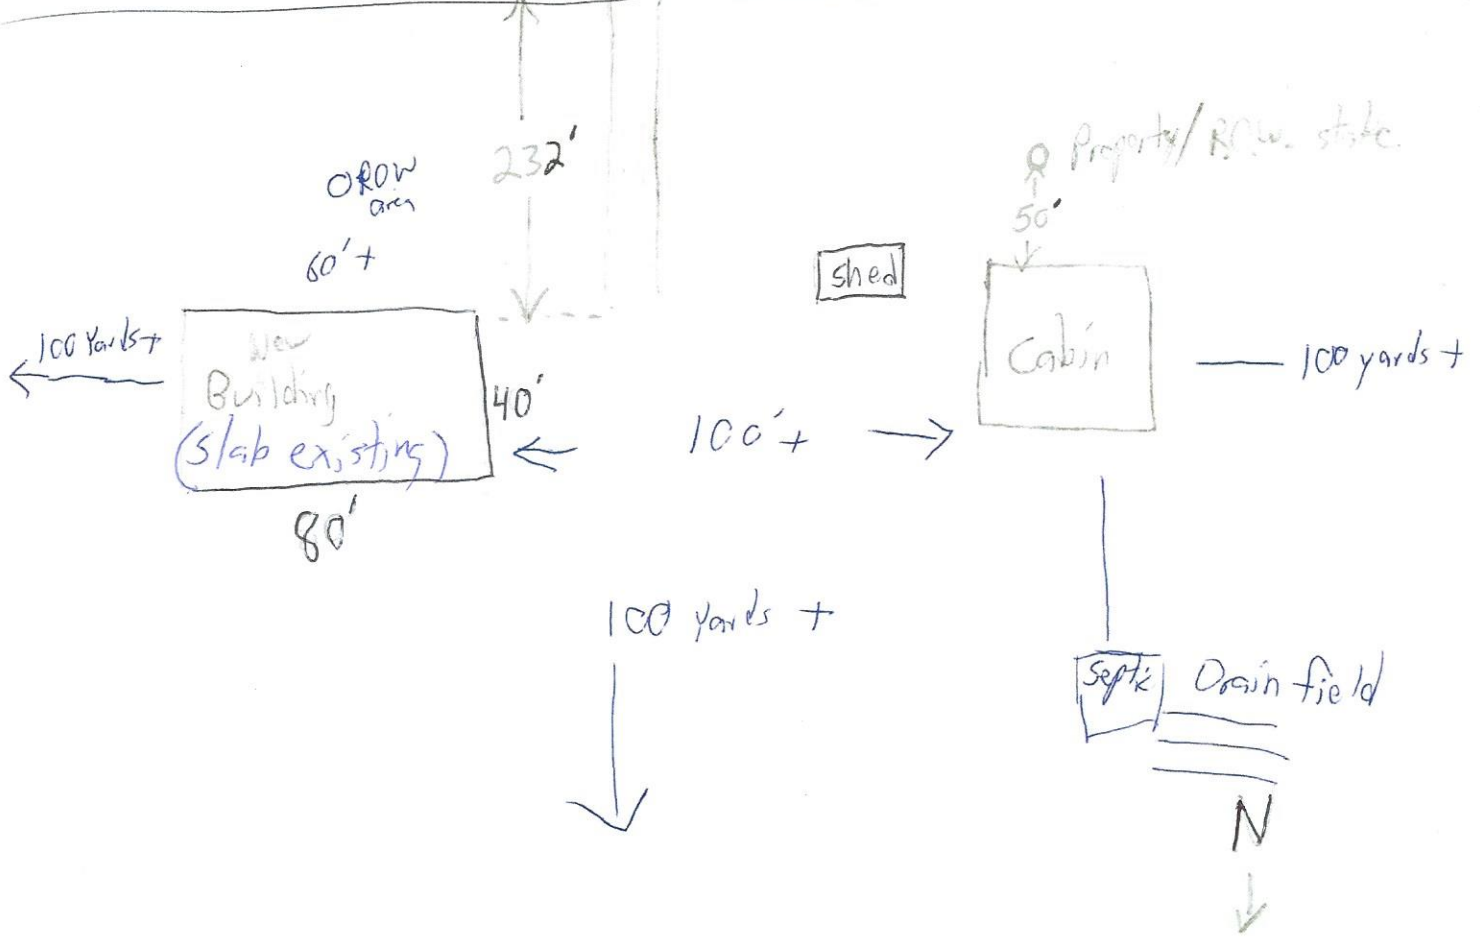 232'
OROW
area
60'+
Property/R.O.W. stake
50'
shed
100 Yards+
New
Building
(slab existing)
40'
80'
100'+
Cabin
100 yards +
100 yards +
Septic
Drain field
N